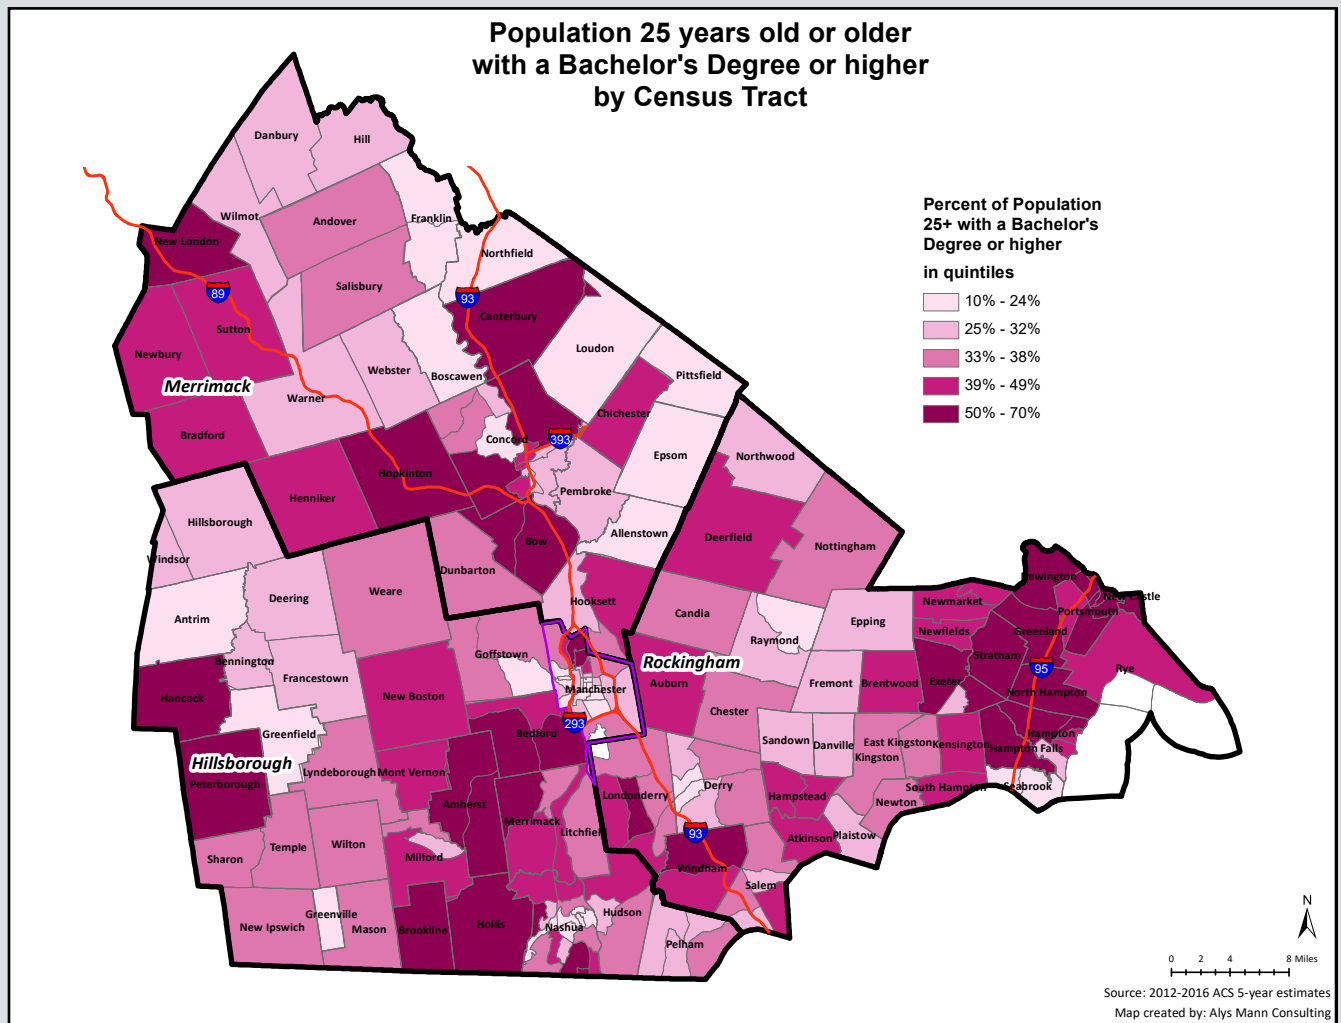 Population 25 years old or older
with a Bachelor's Degree or higher
by Census Tract
Percent of Population
25+ with a Bachelor's
Degree or higher
in quintiles
10% - 24%
25% - 32%
33% - 38%
39% - 49%
50% - 70%
Danbury
Hill
Wilmot
Andover
Franklin
New London
Northfield
89
Salisbury
93
Canterbury
Sutton
Newbury
Loudon
Webster
Boscawen
Pittsfield
Merrimack
Warner
Chichester
Bradford
Concord
393
Epsom
Northwood
Hopkinton
Henniker
Pembroke
Hillsborough
Allenstown
Deerfield
Bow
Nottingham
Windsor
Dunbarton
Newington
Weare
Deering
Hooksett
New Castle
Newmarket
Portsmouth
Antrim
Candia
Epping
Raymond
Newfields
Greenland
Goffstown
Bennington
Rockingham
Stratham
95
Rye
Francestown
Auburn
Fremont
Brentwood
Exeter
Manchester
North Hampton
Hancock
New Boston
Chester
293
Greenfield
Bedford
Sandown
Danville
East Kingston
Kensington
Hampton
Hampton Falls
Kingston
Hillsborough
Lyndeborough
Mont Vernon
Peterborough
Derry
South Hampton
Seabrook
Amherst
Londonderry
Hampstead
Newton
Merrimack
Litchfield
93
Atkinson
Plaistow
Temple
Wilton
Milford
Sharon
Windham
Salem
Greenville
Hudson
New Ipswich
Mason
Brookline
Hollis
Nashua
Pelham
N
0 2 4 8 Miles
Source: 2012-2016 ACS 5-year estimates
Map created by: Alys Mann Consulting